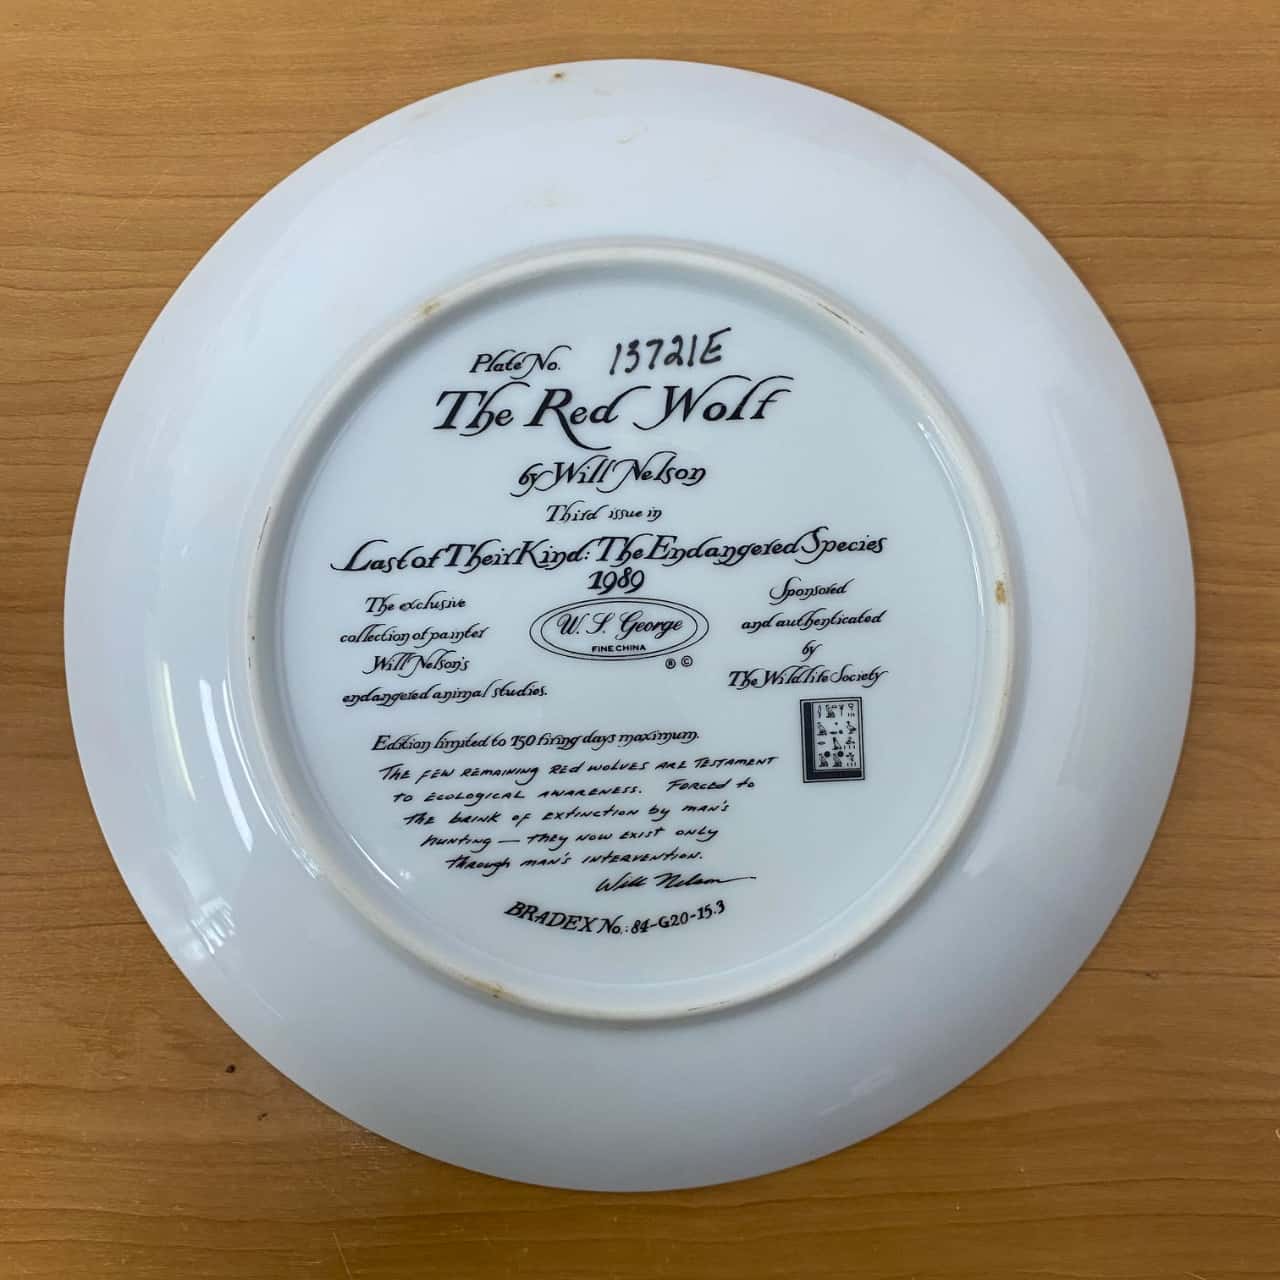 Plate No. 13721E
The Red Wolf
by Will Nelson
Third issue in
Last of Their Kind: The Endangered Species
1989
The exclusive
collection of painter
Will Nelson's
endangered animal studies.
W. S. George
FINE CHINA
® ©
Sponsored
and authenticated
by
The Wildlife Society
Edition limited to 150 firing days maximum.
THE FEW REMAINING RED WOLVES ARE TESTAMENT
TO ECOLOGICAL AWARENESS. FORCED TO
THE BRINK OF EXTINCTION BY MAN'S
HUNTING — THEY NOW EXIST ONLY
THROUGH MAN'S INTERVENTION.
Will Nelson
BRADEX No.: 84-G20-15.3